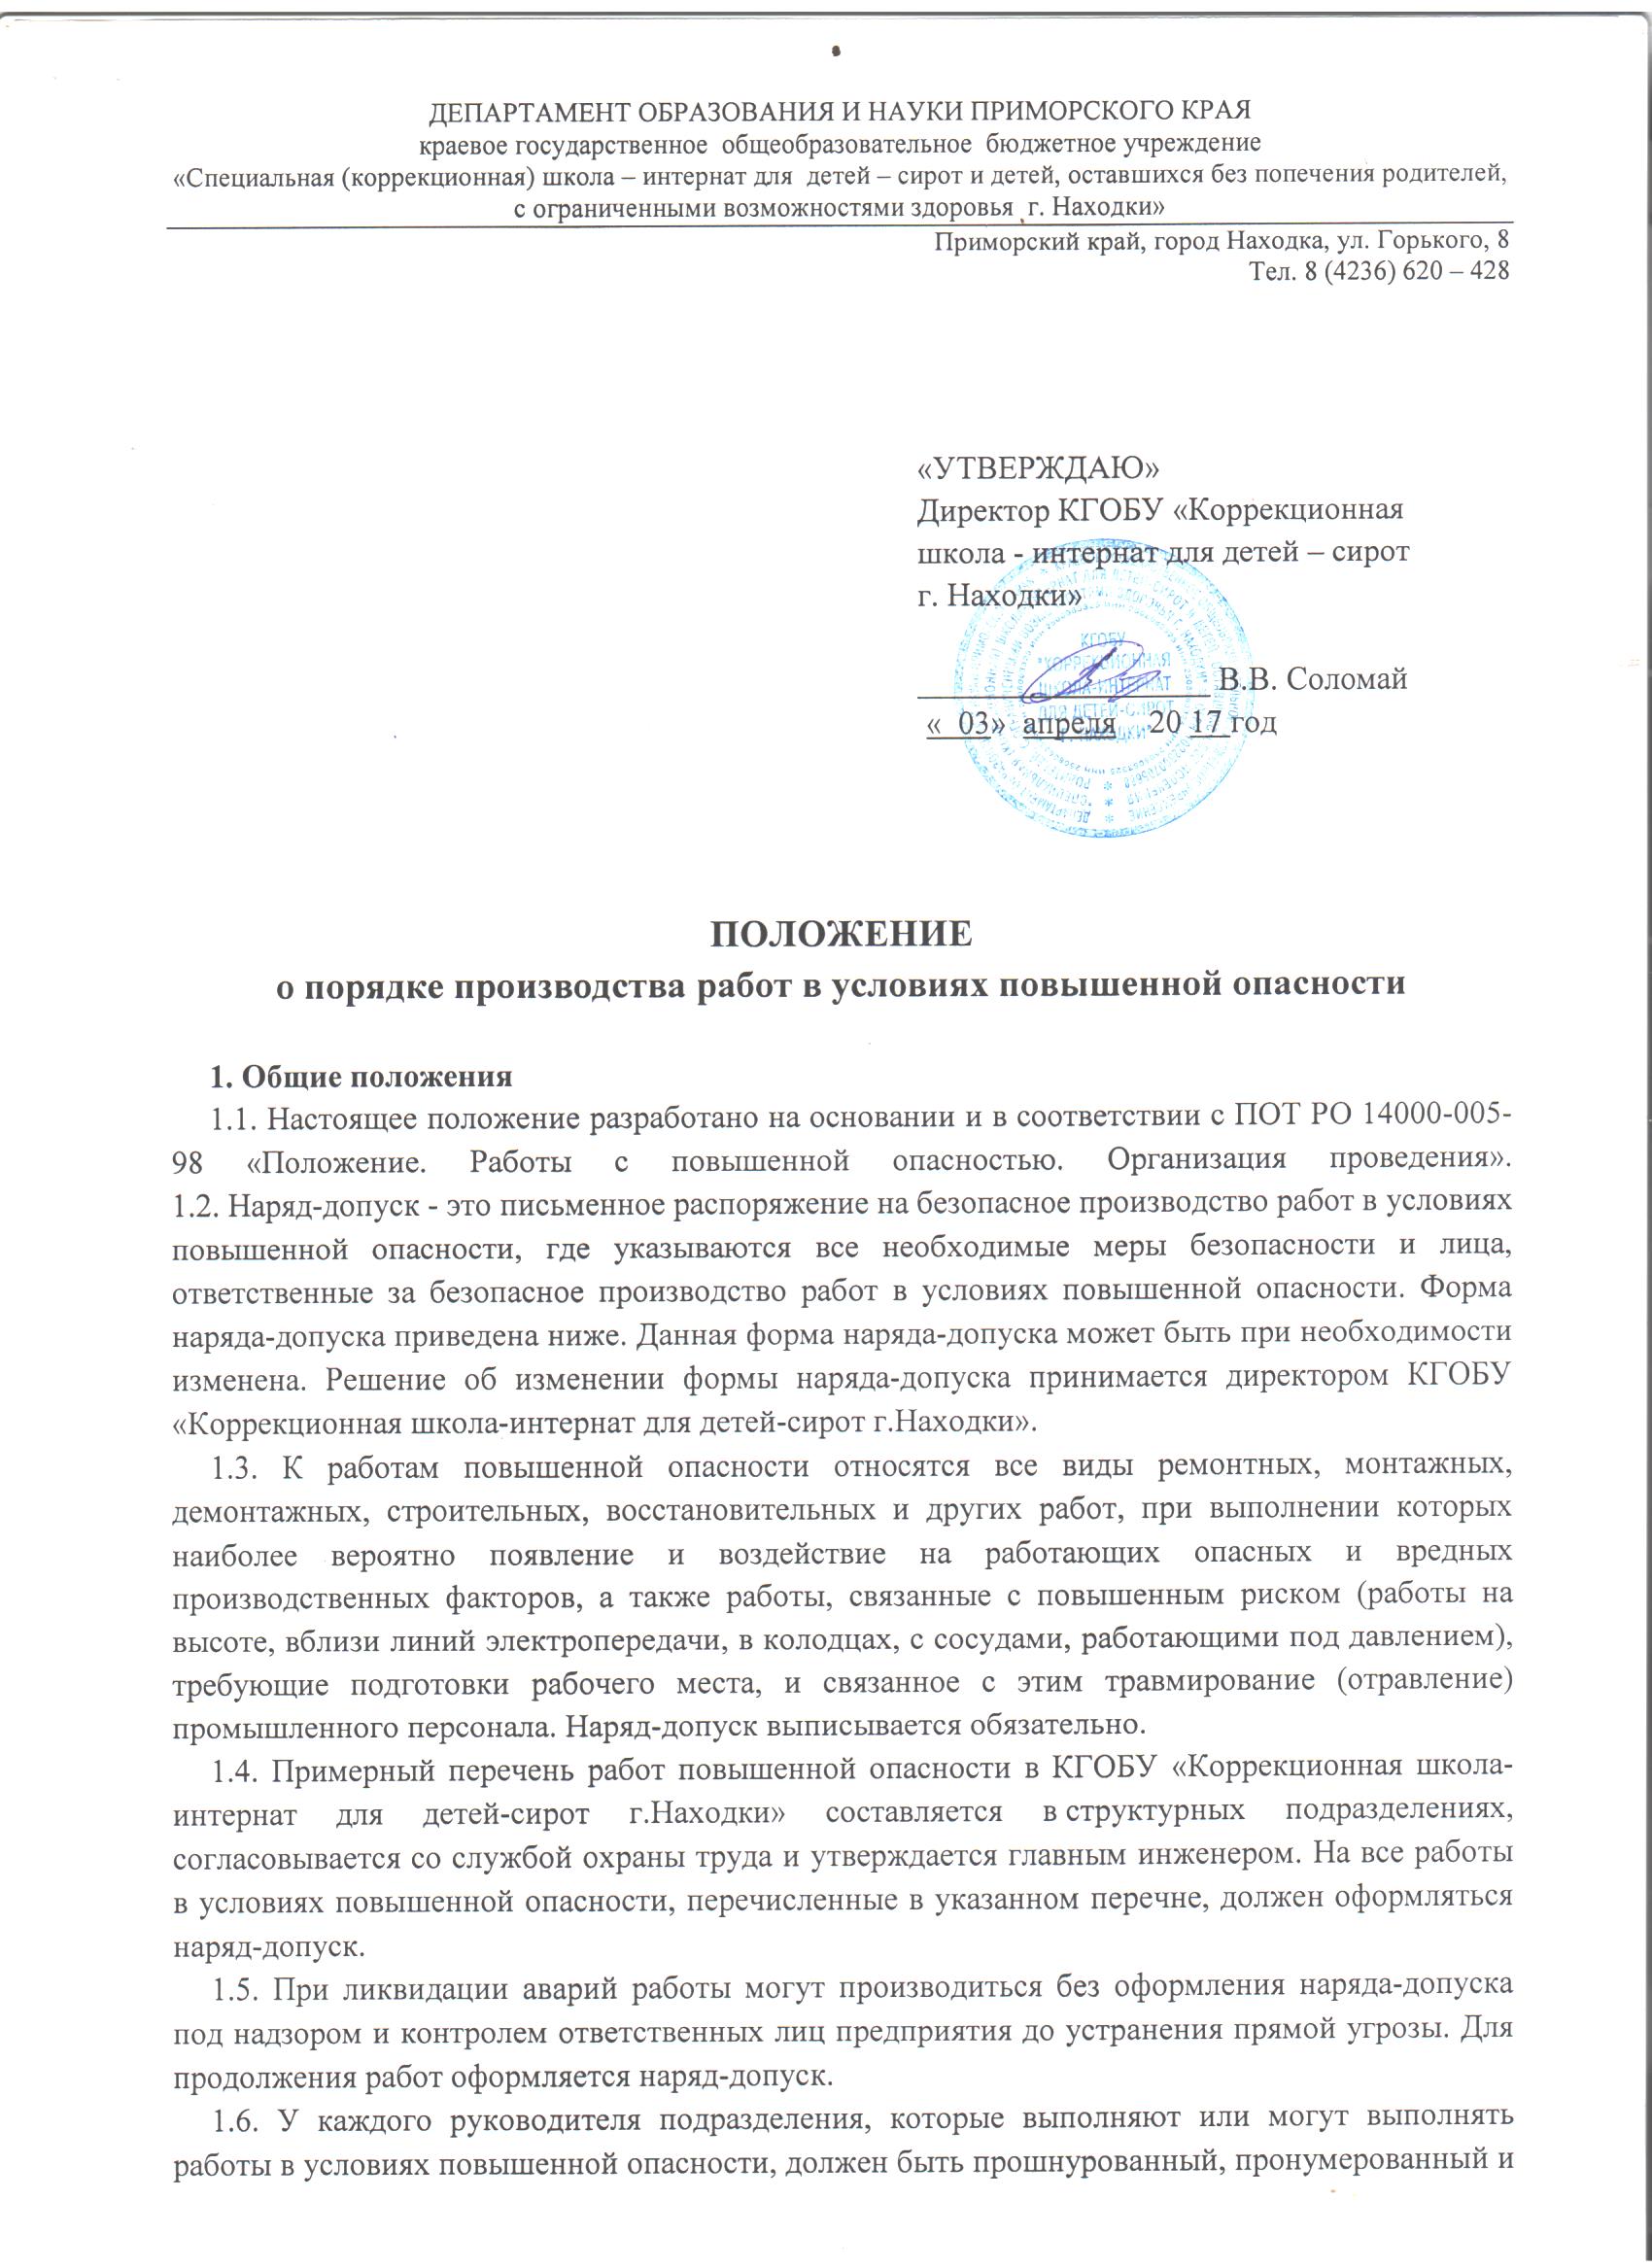 ДЕПАРТАМЕНТ ОБРАЗОВАНИЯ И НАУКИ ПРИМОРСКОГО КРАЯ
краевое государственное общеобразовательное бюджетное учреждение
«Специальная (коррекционная) школа – интернат для детей – сирот и детей, оставшихся без попечения родителей,
с ограниченными возможностями здоровья г. Находки»
Приморский край, город Находка, ул. Горького, 8
Тел. 8 (4236) 620 – 428
«УТВЕРЖДАЮ»
Директор КГОБУ «Коррекционная
школа - интернат для детей – сирот
г. Находки»
КГОБУ
"КОРРЕКЦИОННАЯ
ШКОЛА-ИНТЕРНАТ
ДЛЯ ДЕТЕЙ-СИРОТ
Г. НАХОДКИ"
В.В. Соломай
« 03» апреля 20 17 год
ПОЛОЖЕНИЕ
о порядке производства работ в условиях повышенной опасности
1. Общие положения
1.1. Настоящее положение разработано на основании и в соответствии с ПОТ РО 14000-005-
98 «Положение. Работы с повышенной опасностью. Организация проведения».
1.2. Наряд-допуск - это письменное распоряжение на безопасное производство работ в условиях
повышенной опасности, где указываются все необходимые меры безопасности и лица,
ответственные за безопасное производство работ в условиях повышенной опасности. Форма
наряда-допуска приведена ниже. Данная форма наряда-допуска может быть при необходимости
изменена. Решение об изменении формы наряда-допуска принимается директором КГОБУ
«Коррекционная школа-интернат для детей-сирот г.Находки».
1.3. К работам повышенной опасности относятся все виды ремонтных, монтажных,
демонтажных, строительных, восстановительных и других работ, при выполнении которых
наиболее вероятно появление и воздействие на работающих опасных и вредных
производственных факторов, а также работы, связанные с повышенным риском (работы на
высоте, вблизи линий электропередачи, в колодцах, с сосудами, работающими под давлением),
требующие подготовки рабочего места, и связанное с этим травмирование (отравление)
промышленного персонала. Наряд-допуск выписывается обязательно.
1.4. Примерный перечень работ повышенной опасности в КГОБУ «Коррекционная школа-
интернат для детей-сирот г.Находки» составляется в структурных подразделениях,
согласовывается со службой охраны труда и утверждается главным инженером. На все работы
в условиях повышенной опасности, перечисленные в указанном перечне, должен оформляться
наряд-допуск.
1.5. При ликвидации аварий работы могут производиться без оформления наряда-допуска
под надзором и контролем ответственных лиц предприятия до устранения прямой угрозы. Для
продолжения работ оформляется наряд-допуск.
1.6. У каждого руководителя подразделения, которые выполняют или могут выполнять
работы в условиях повышенной опасности, должен быть прошнурованный, пронумерованный и